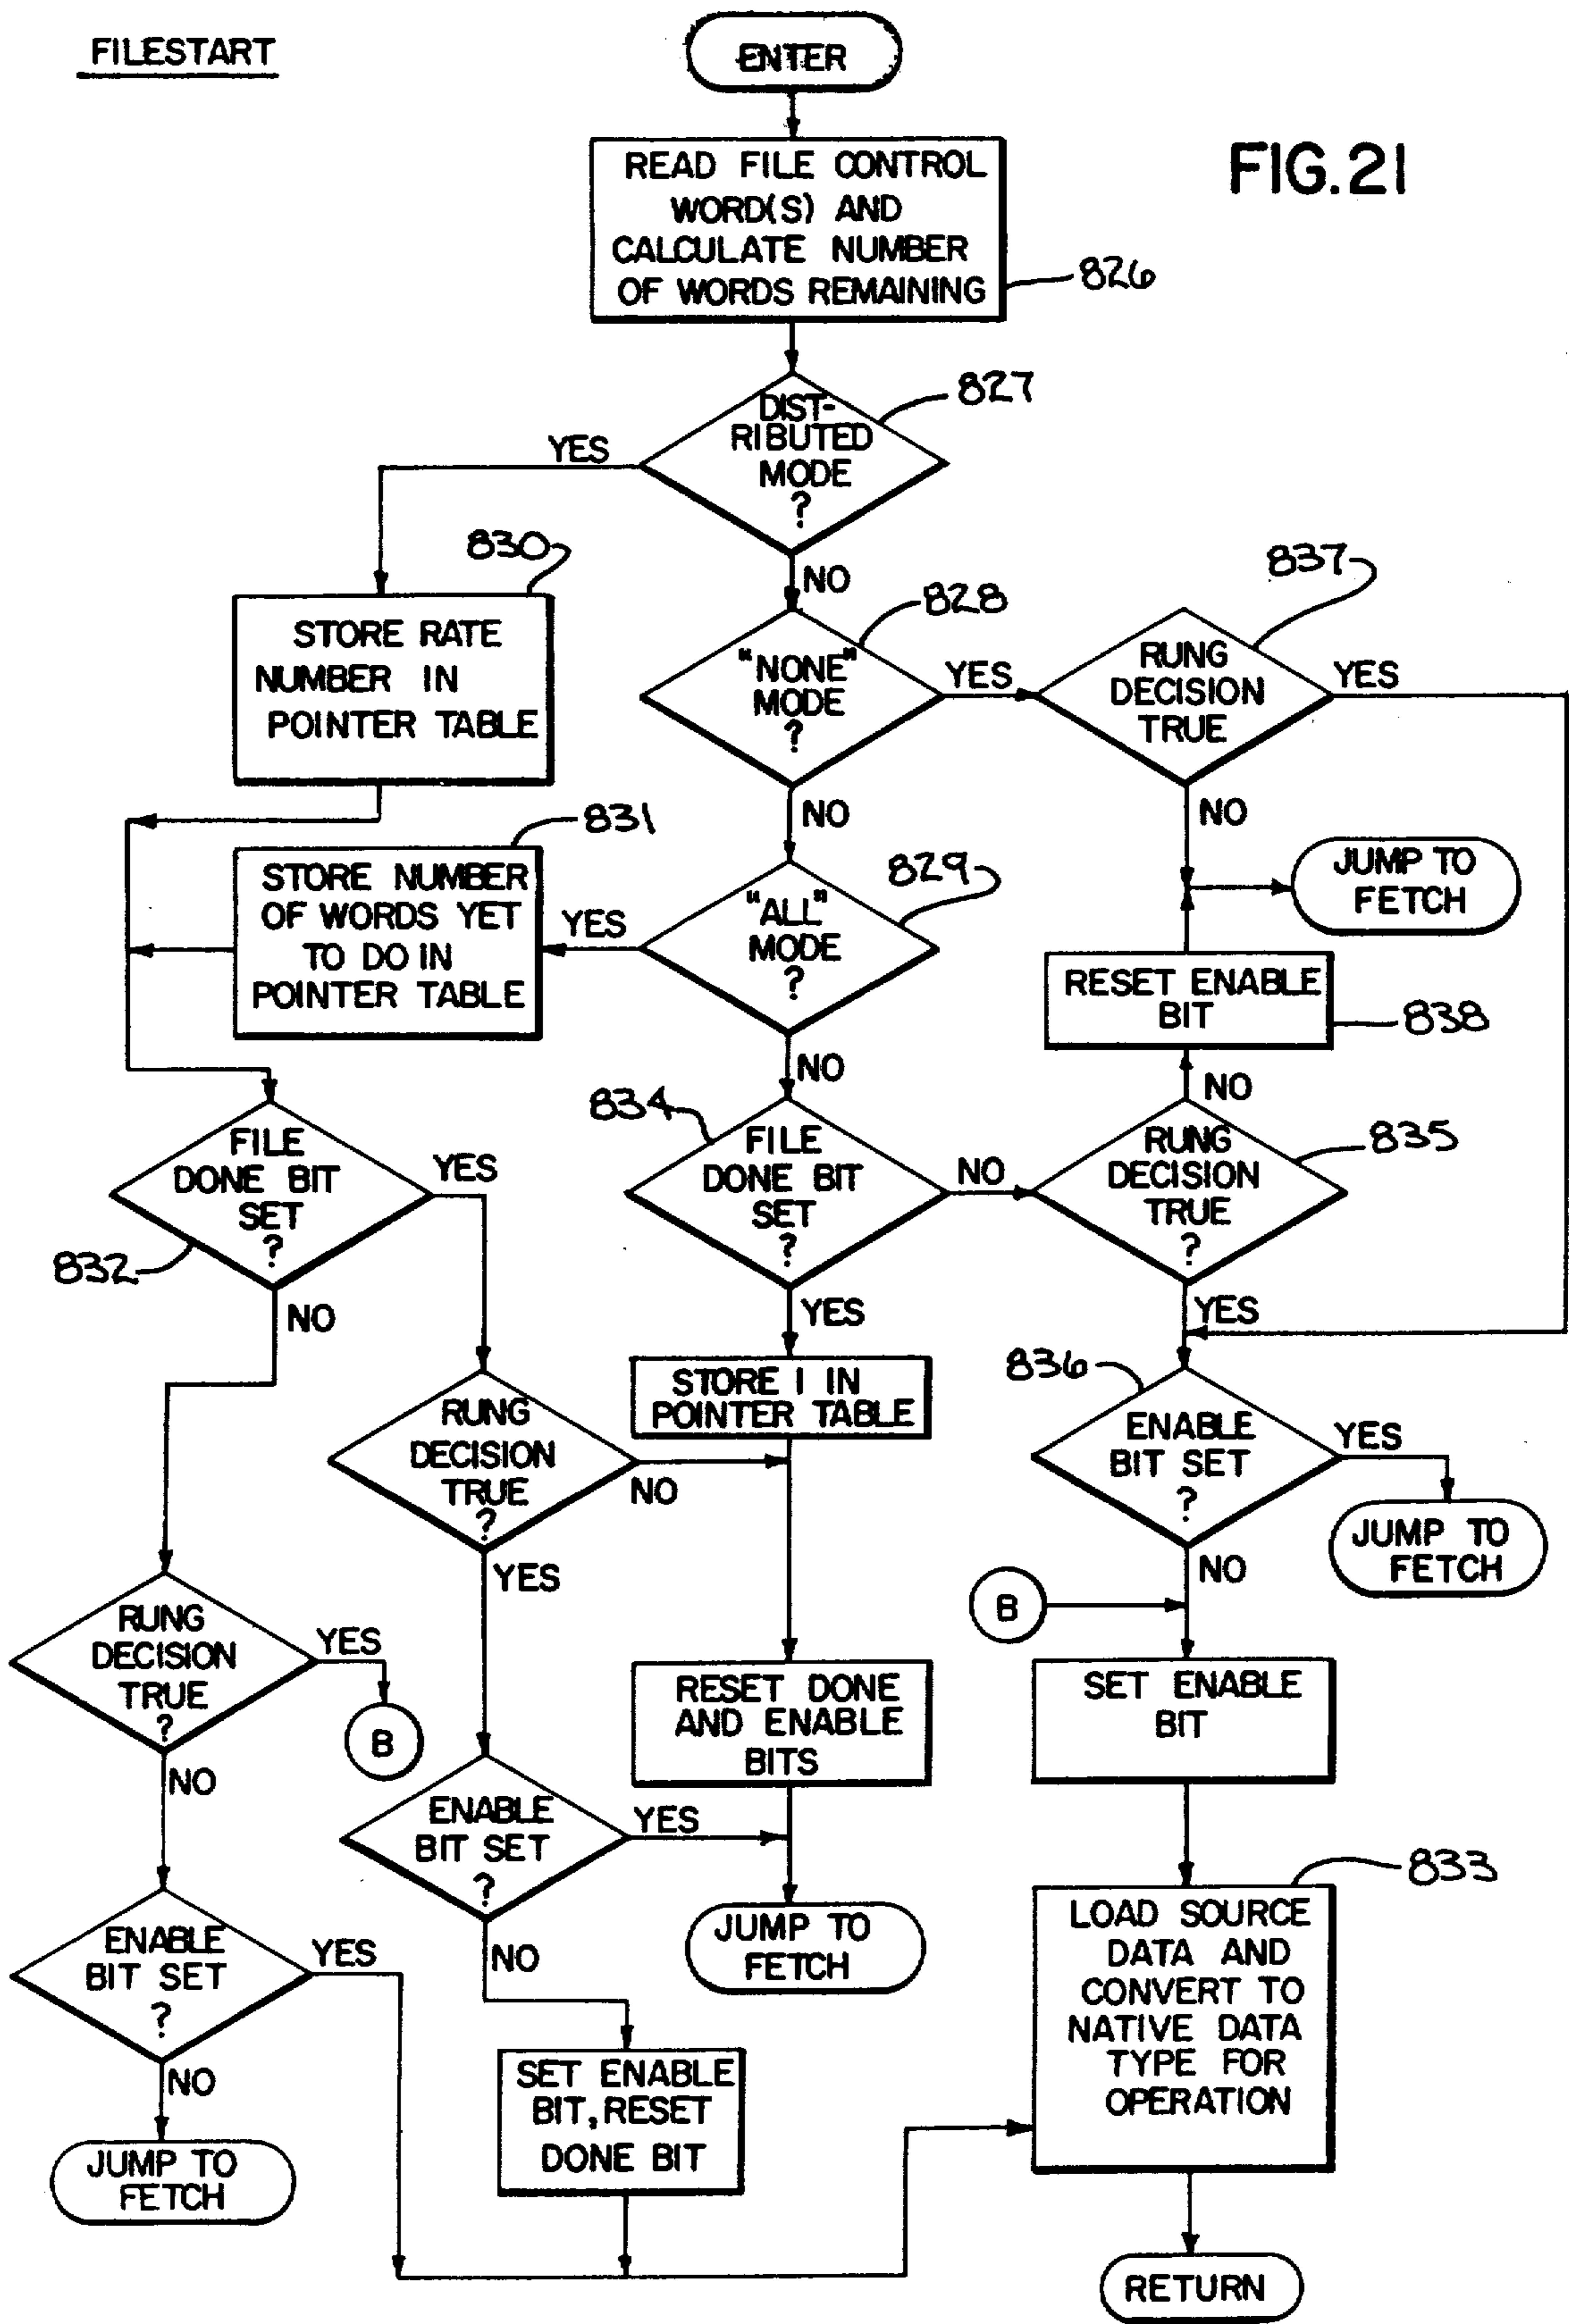 FILESTART
ENTER
FIG.21
READ FILE CONTROL
WORD(S) AND
CALCULATE NUMBER
OF WORDS REMAINING
826
827
DIST-
RIBUTED
MODE
?
YES
NO
830
STORE RATE
NUMBER IN
POINTER TABLE
828
"NONE"
MODE
?
YES
NO
837
RUNG
DECISION
TRUE
YES
NO
JUMP TO
FETCH
831
STORE NUMBER
OF WORDS YET
TO DO IN
POINTER TABLE
YES
829
"ALL"
MODE
?
NO
RESET ENABLE
BIT
838
NO
832
FILE
DONE BIT
SET
?
YES
NO
834
FILE
DONE BIT
SET
?
NO
YES
835
RUNG
DECISION
TRUE
?
YES
STORE 1 IN
POINTER TABLE
RUNG
DECISION
TRUE
?
NO
YES
836
ENABLE
BIT SET
?
YES
JUMP TO
FETCH
NO
B
RUNG
DECISION
TRUE
?
YES
B
NO
RESET DONE
AND ENABLE
BITS
SET ENABLE
BIT
ENABLE
BIT SET
?
YES
NO
JUMP TO
FETCH
833
LOAD SOURCE
DATA AND
CONVERT TO
NATIVE DATA
TYPE FOR
OPERATION
ENABLE
BIT SET
?
YES
NO
JUMP TO
FETCH
SET ENABLE
BIT, RESET
DONE BIT
RETURN